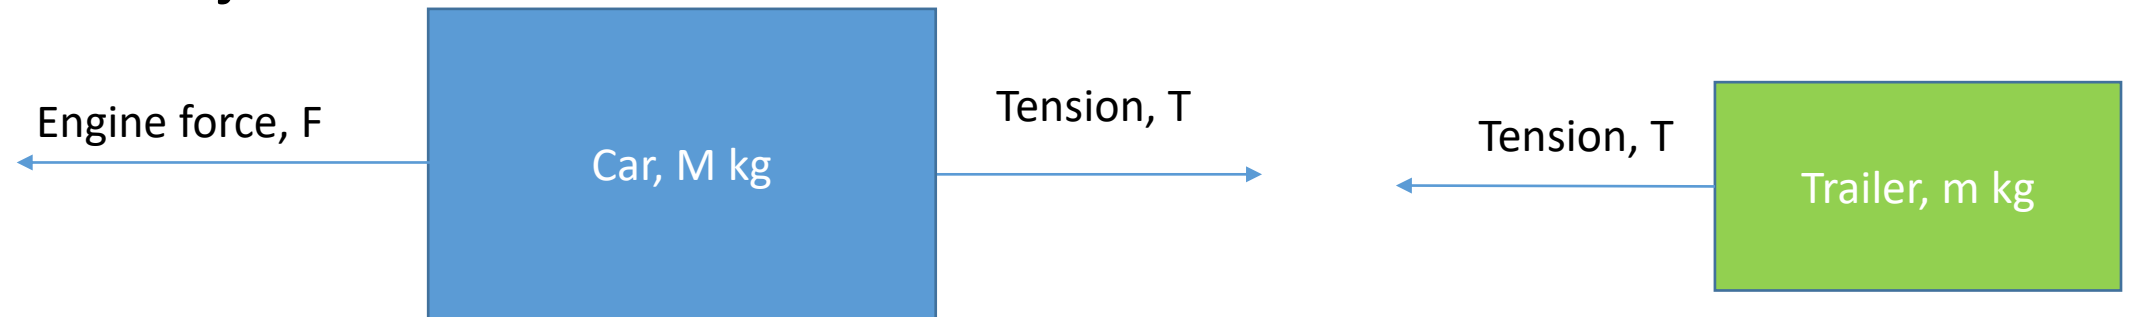 Engine force, F
Car, M kg
Tension, T
Tension, T
Trailer, m kg